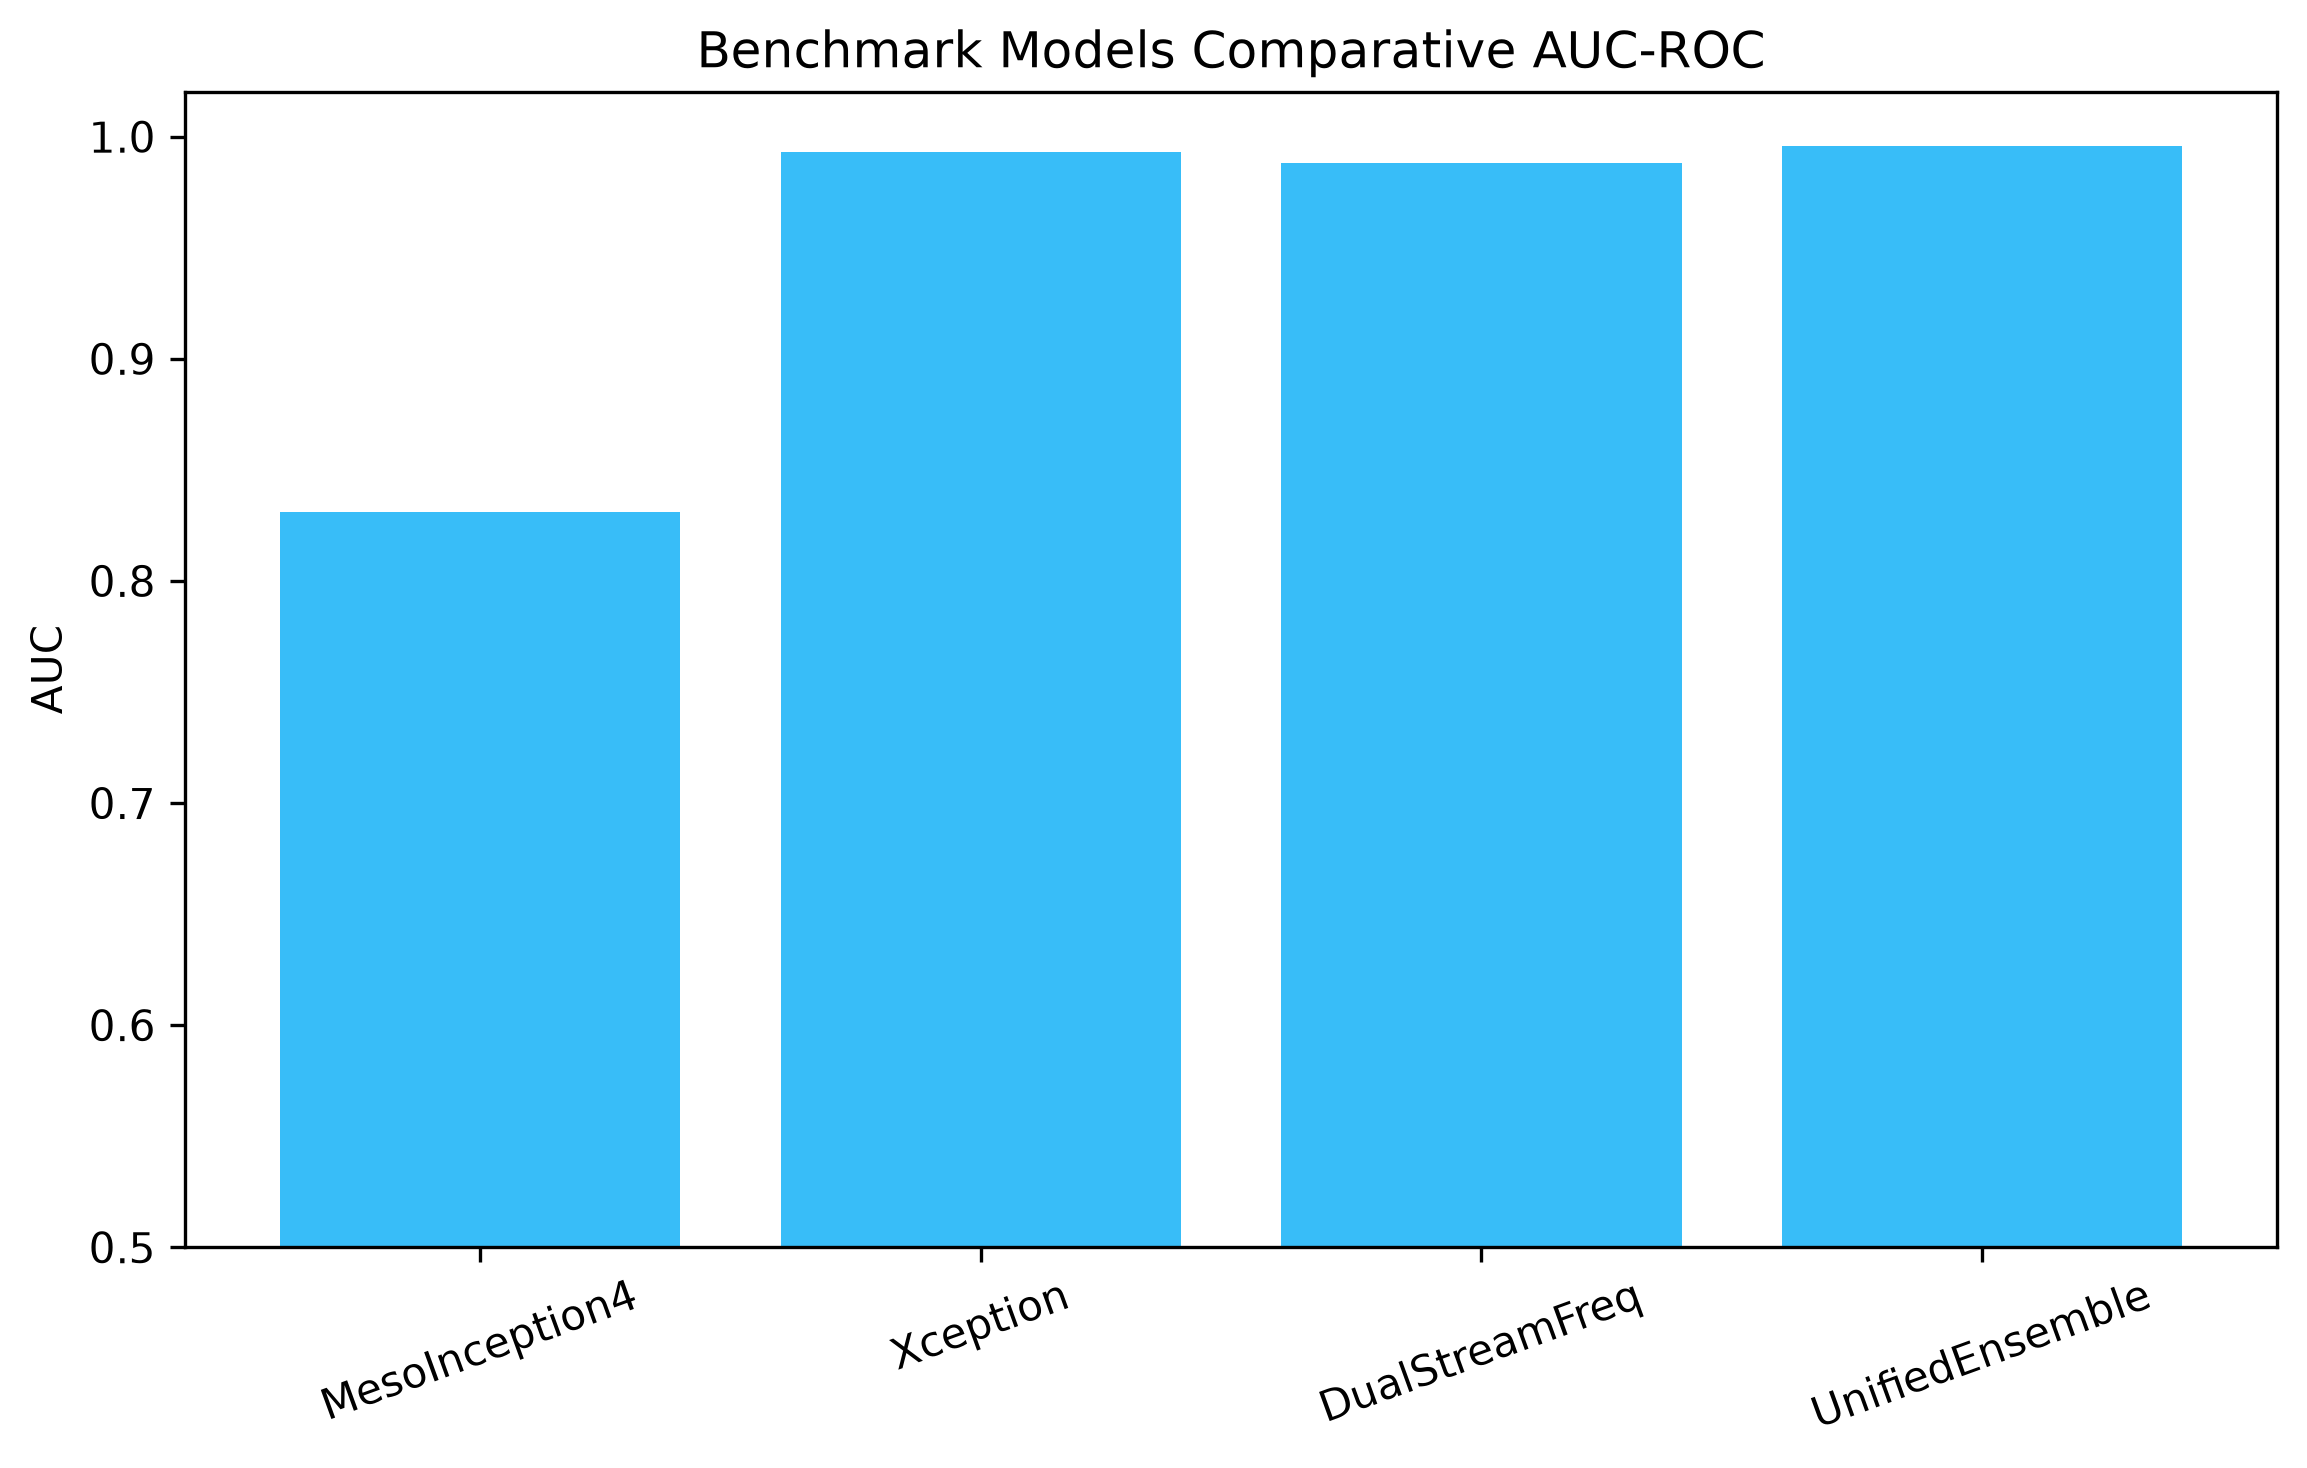 Benchmark Models Comparative AUC-ROC
AUC
1.0
0.9
0.8
0.7
0.6
0.5
MesoInception4
Xception
DualStreamFreq
UnifiedEnsemble